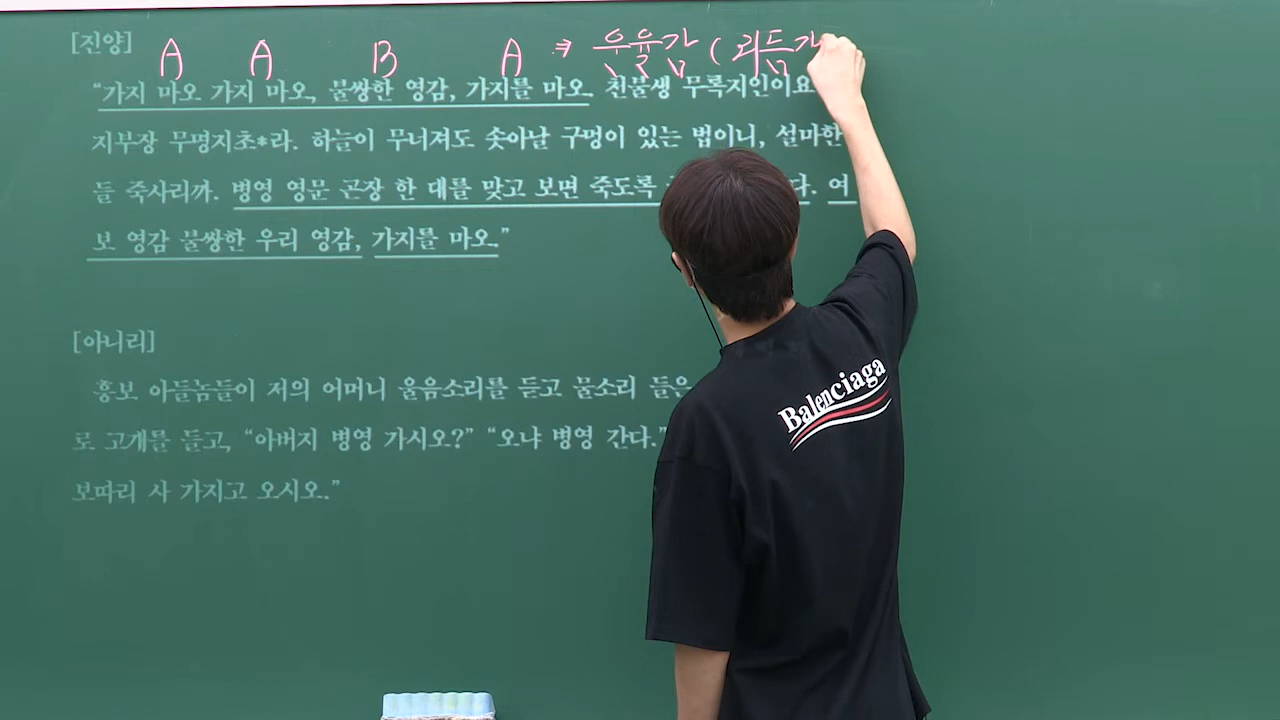 [진양]
A A B A ⇒ 운율감 (리듬감
“가지 마오 가지 마오, 불쌍한 영감, 가지를 마오. 천불생 무록지인이요
지부장 무명지초*라. 하늘이 무너져도 솟아날 구멍이 있는 법이니, 설마한
들 죽사리까. 병영 영문 곤장 한 대를 맞고 보면 죽도록 다. 여
보 영감 불쌍한 우리 영감, 가지를 마오.”
[아니리]
흥보 아들놈들이 저의 어머니 울음소리를 듣고 물소리 들은
로 고개를 들고, “아버지 병영 가시오?” “오냐 병영 간다.”
보따리 사 가지고 오시오.”
Balenciaga